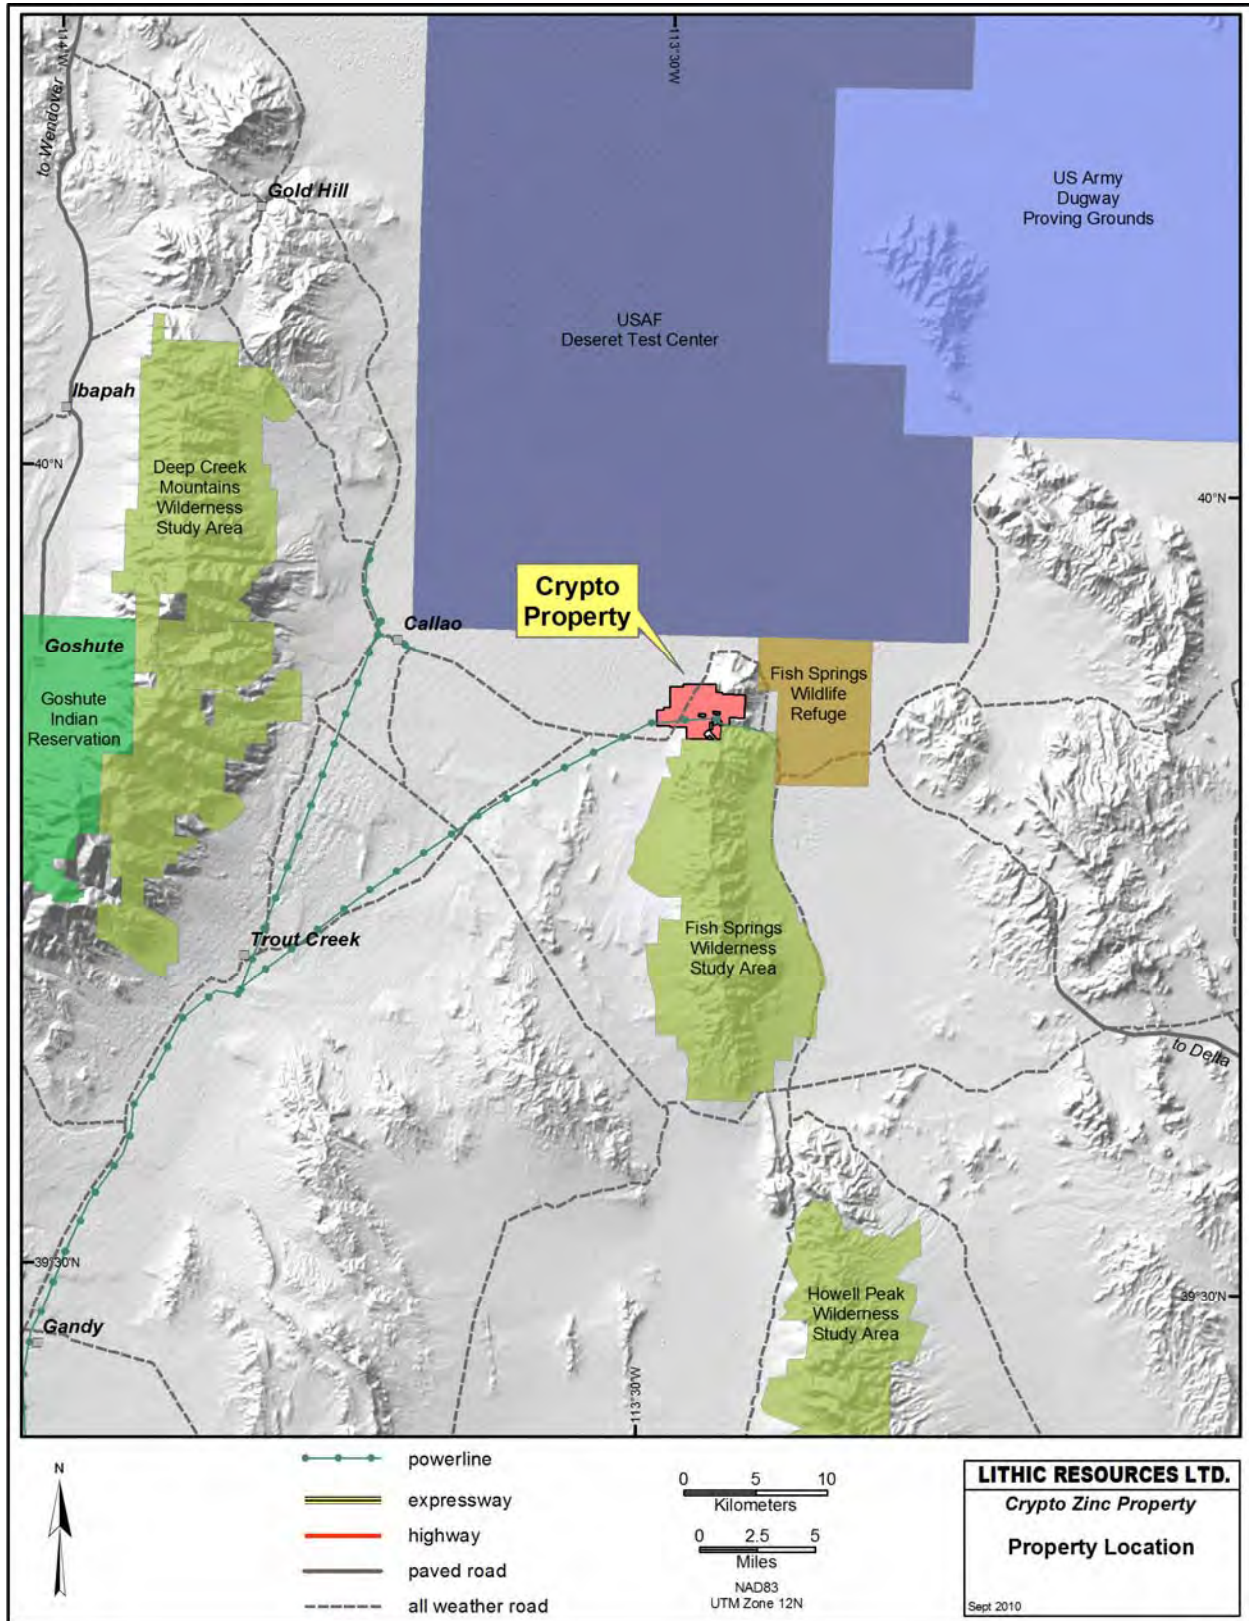 114°W
113°30'W
to Wendover
Gold Hill
US Army
Dugway
Proving Grounds
USAF
Deseret Test Center
Ibapah
40°N
Deep Creek
Mountains
Wilderness
Study Area
40°N
Crypto
Property
Callao
Goshute
Goshute
Indian
Reservation
Fish Springs
Wildlife
Refuge
Trout Creek
Fish Springs
Wilderness
Study Area
to Delta
39°30'N
39°30'N
Howell Peak
Wilderness
Study Area
Gandy
113°30'W
N
powerline
expressway
highway
paved road
all weather road
0 5 10
Kilometers
0 2.5 5
Miles
NAD83
UTM Zone 12N
LITHIC RESOURCES LTD.
Crypto Zinc Property
Property Location
Sept 2010